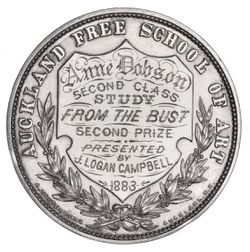 AUCKLAND FREE SCHOOL OF ART
Anne Dobson
SECOND CLASS
STUDY
FROM THE BUST
SECOND PRIZE
PRESENTED
BY
J. LOGAN CAMPBELL
1883